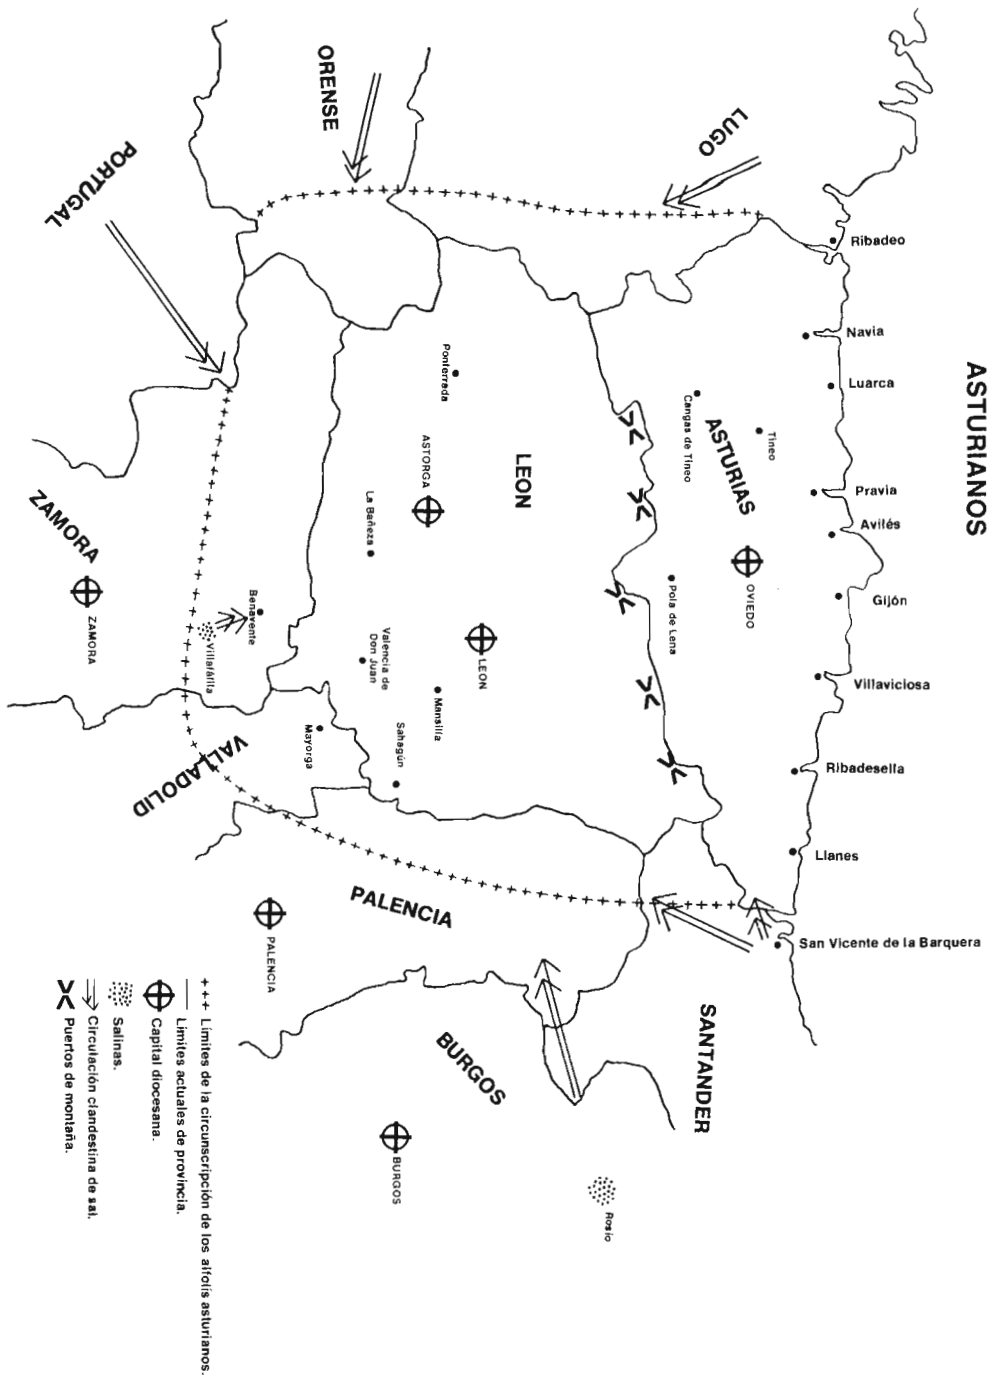 ASTURIANOS
Ribadeo
Navia
Luarca
Pravia
Avilés
Gijón
Villaviciosa
Ribadesella
Llanes
San Vicente de la Barquera
LUGO
ORENSE
PORTUGAL
ASTURIAS
Tineo
Cangas de Tineo
OVIEDO
Pola de Lena
LEON
Ponferrada
ASTORGA
La Bañeza
LEON
Mansilla
Valencia de
Don Juan
Sahagún
Mayorga
Benavente
Villafáfila
ZAMORA
ZAMORA
VALLADOLID
PALENCIA
PALENCIA
SANTANDER
BURGOS
BURGOS
Rosío
+++ Límites de la circunscripción de los alfolís asturianos.
Límites actuales de provincia.
Capital diocesana.
Salinas.
Circulación clandestina de sal.
Puertos de montaña.